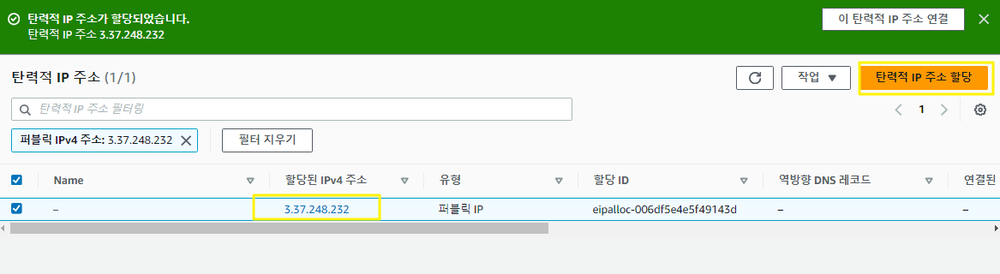 탄력적 IP 주소가 할당되었습니다.
탄력적 IP 주소 3.37.248.232
이 탄력적 IP 주소 연결
탄력적 IP 주소 (1/1)
작업
탄력적 IP 주소 할당
탄력적 IP 주소 필터링
1
퍼블릭 IPv4 주소: 3.37.248.232
필터 지우기
Name 할당된 IPv4 주소 유형 할당 ID 역방향 DNS 레코드 연결된
– 3.37.248.232 퍼블릭 IP eipalloc-006df5e4e5f49143d – –